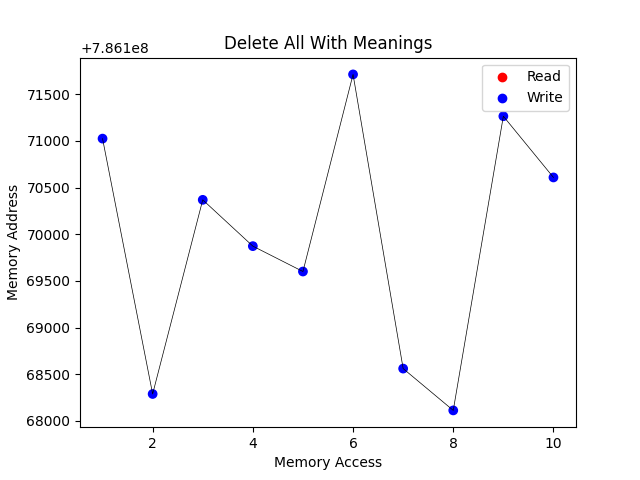 Delete All With Meanings
+7.861e8
Read
Write
Memory Address
71500
71000
70500
70000
69500
69000
68500
68000
2 4 6 8 10
Memory Access